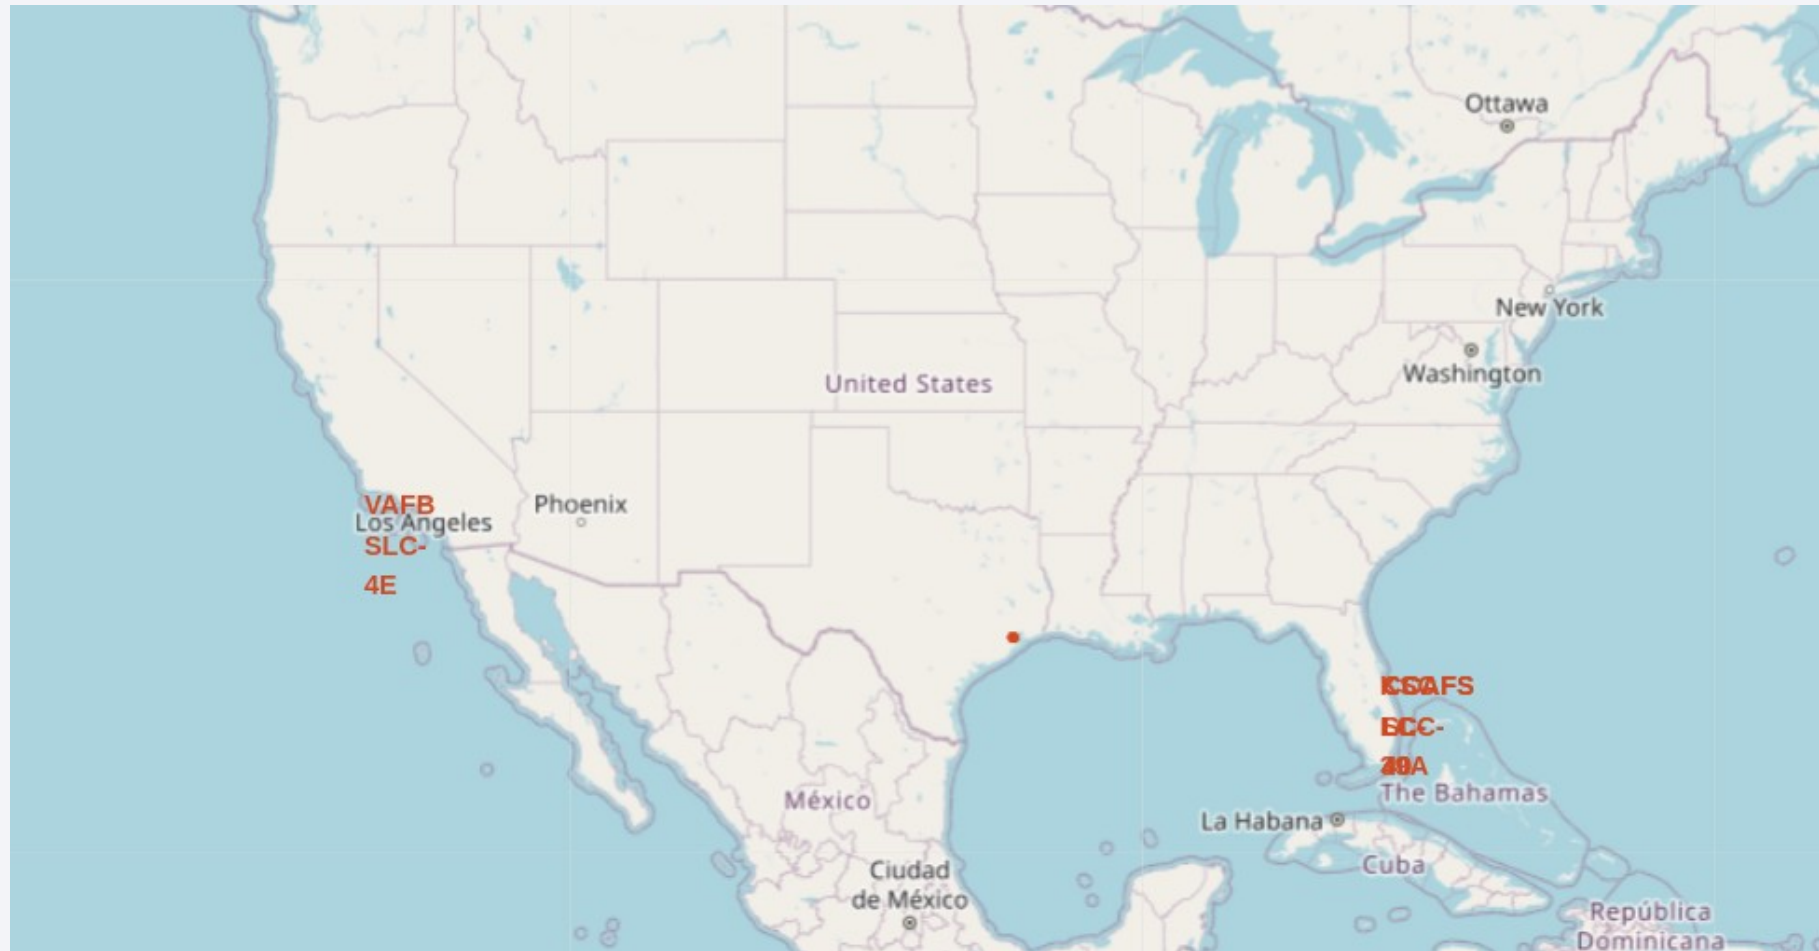 Ottawa
New York
Washington
United States
VAFB
Los Angeles
SLC-
4E
Phoenix
México
The Bahamas
La Habana
Cuba
Ciudad
de México
República
Dominicana